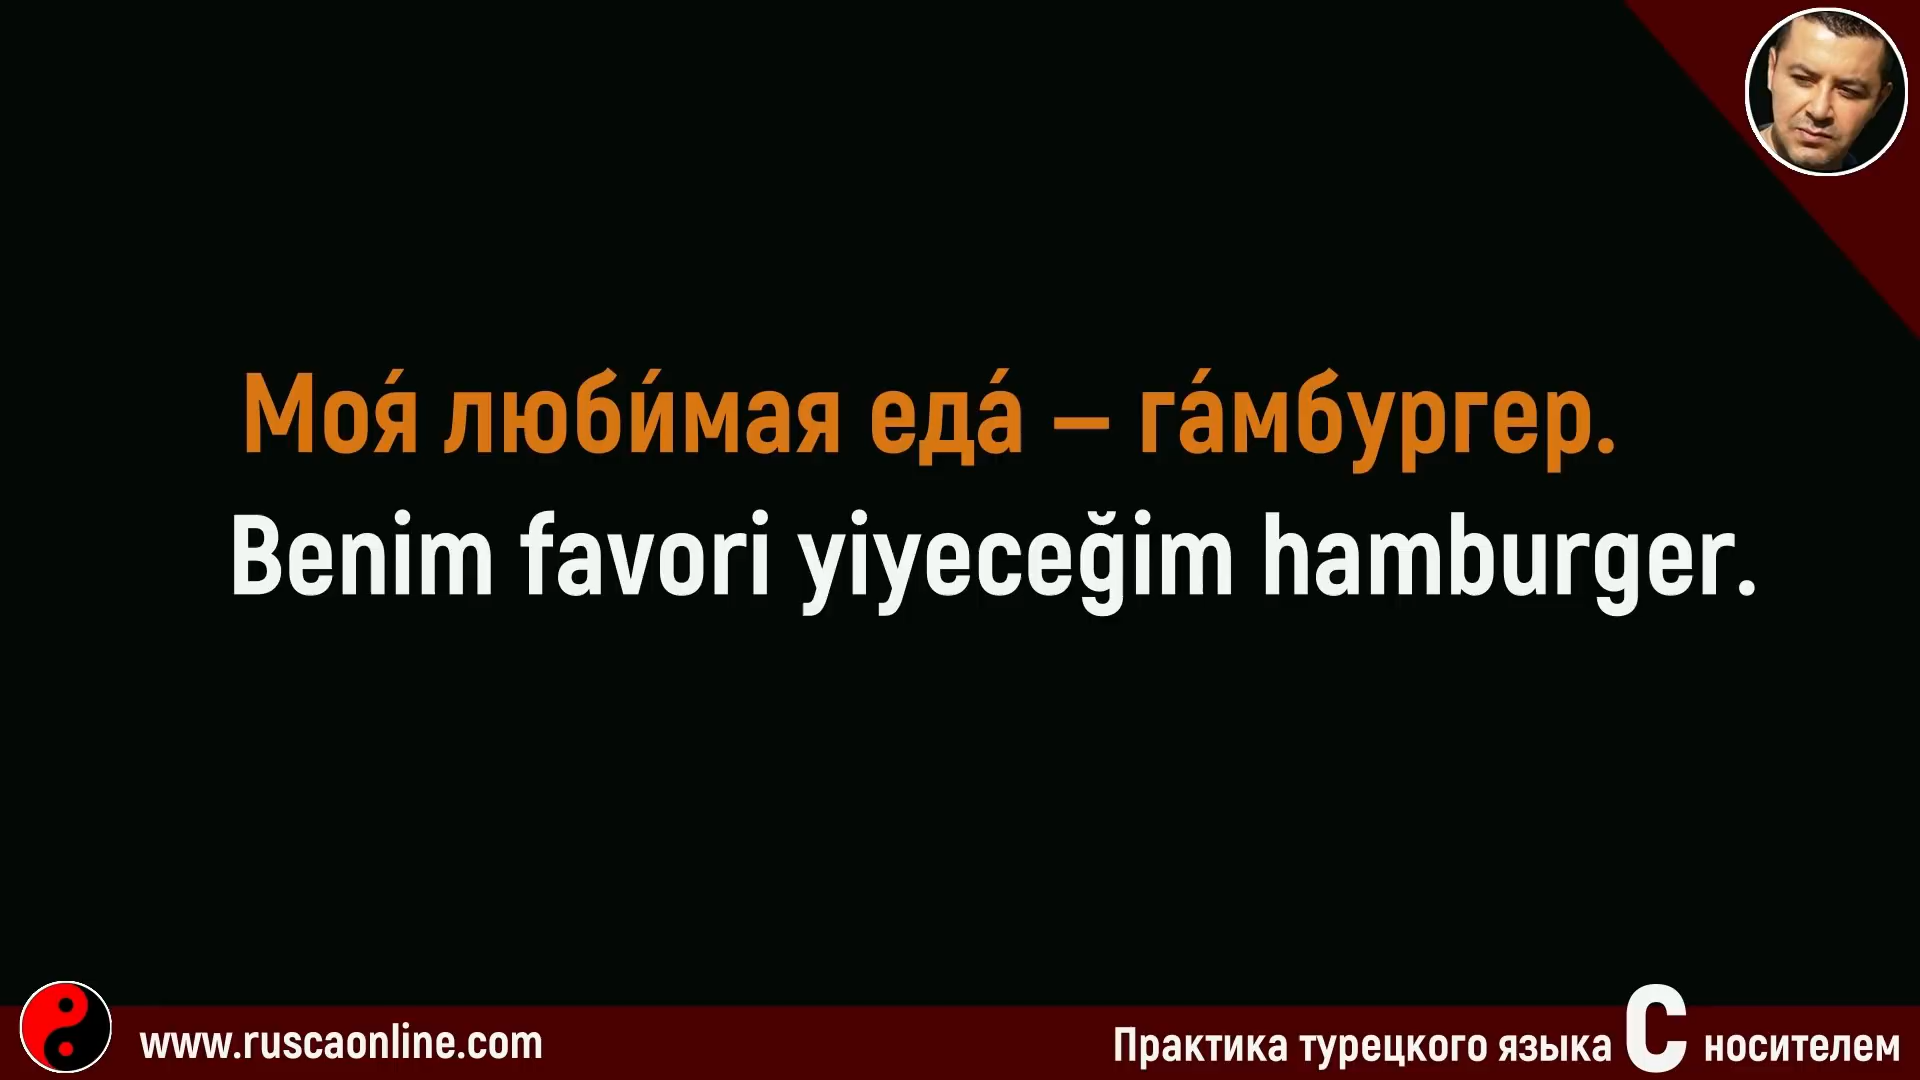 Моя́ люби́мая еда́ – га́мбургер.
Benim favori yiyeceğim hamburger.
www.ruscaonline.com
Практика турецкого языка С носителем